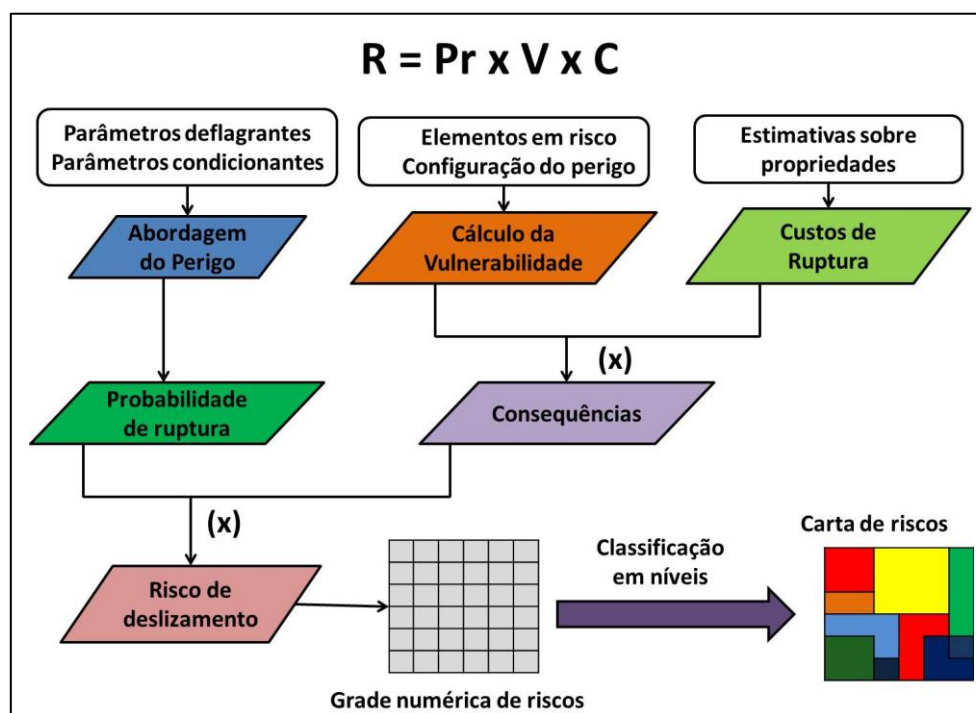 R = Pr x V x C
Parâmetros deflagrantes
Parâmetros condicionantes
Elementos em risco
Configuração do perigo
Estimativas sobre
propriedades
Abordagem
do Perigo
Cálculo da
Vulnerabilidade
Custos de
Ruptura
(x)
Probabilidade
de ruptura
Consequências
(x)
Risco de
deslizamento
Classificação
em níveis
Carta de riscos
Grade numérica de riscos